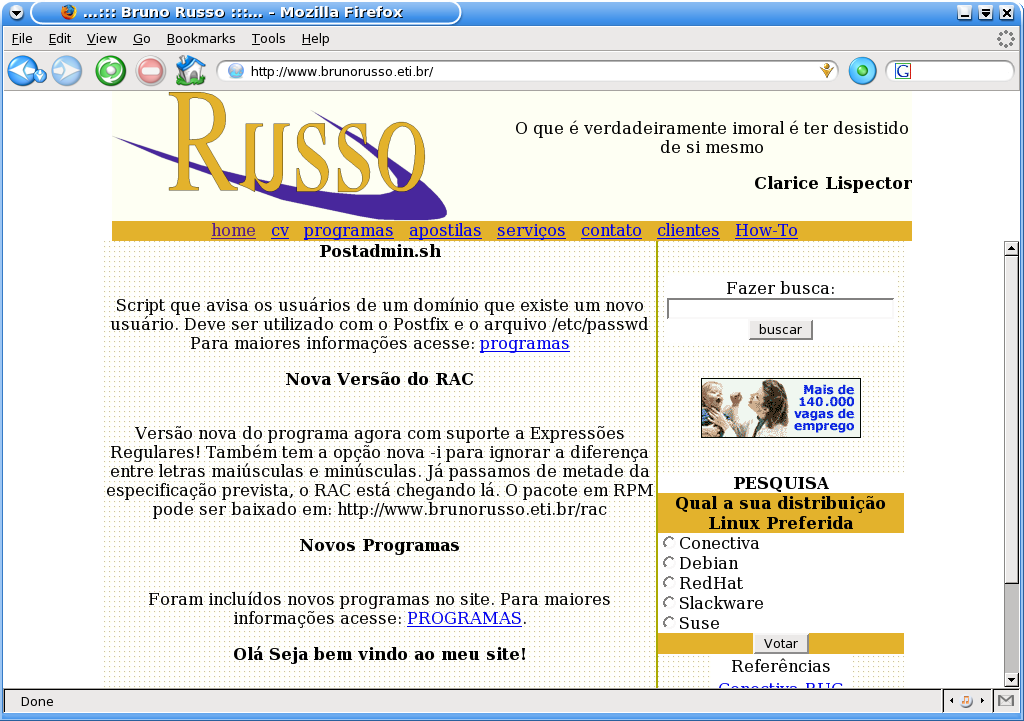 ...::: Bruno Russo :::... - Mozilla Firefox
File Edit View Go Bookmarks Tools Help
http://www.brunorusso.eti.br/
G
RUSSO
O que é verdadeiramente imoral é ter desistido
de si mesmo
Clarice Lispector
home cv programas apostilas serviços contato clientes How-To
Postadmin.sh
Script que avisa os usuários de um domínio que existe um novo
usuário. Deve ser utilizado com o Postfix e o arquivo /etc/passwd
Para maiores informações acesse: programas
Nova Versão do RAC
Versão nova do programa agora com suporte a Expressões
Regulares! Também tem a opção nova -i para ignorar a diferença
entre letras maiúsculas e minúsculas. Já passamos de metade da
especificação prevista, o RAC está chegando lá. O pacote em RPM
pode ser baixado em: http://www.brunorusso.eti.br/rac
Novos Programas
Foram incluídos novos programas no site. Para maiores
informações acesse: PROGRAMAS.
Olá Seja bem vindo ao meu site!
Fazer busca:
buscar
Mais de
140.000
vagas de
emprego
PESQUISA
Qual a sua distribuição
Linux Preferida
Conectiva
Debian
RedHat
Slackware
Suse
Votar
Referências
Conectiva RUG
Done